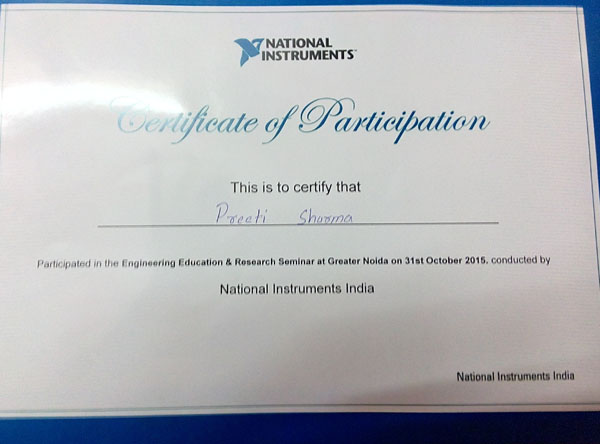 NATIONAL
INSTRUMENTS
Certificate of Participation
This is to certify that
Preeti Sharma
Participated in the Engineering Education & Research Seminar at Greater Noida on 31st October 2015. conducted by
National Instruments India
National Instruments India